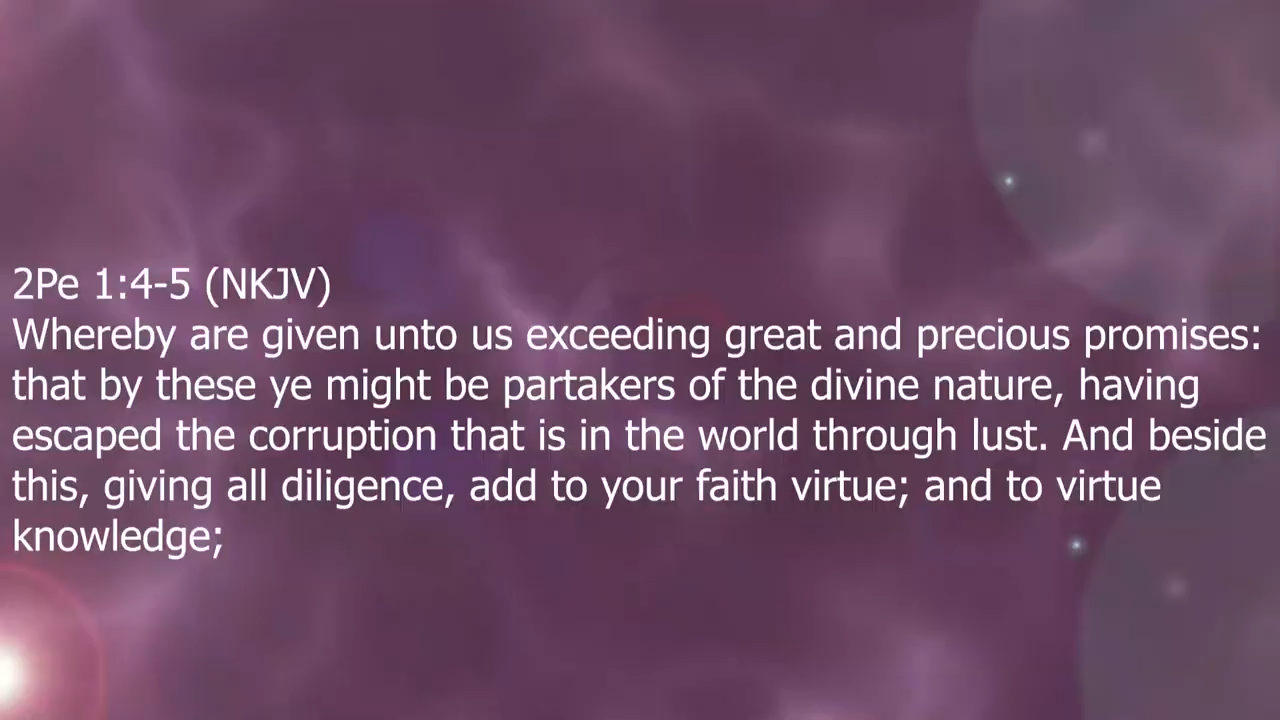 2Pe 1:4-5 (NKJV)
Whereby are given unto us exceeding great and precious promises:
that by these ye might be partakers of the divine nature, having
escaped the corruption that is in the world through lust. And beside
this, giving all diligence, add to your faith virtue; and to virtue
knowledge;